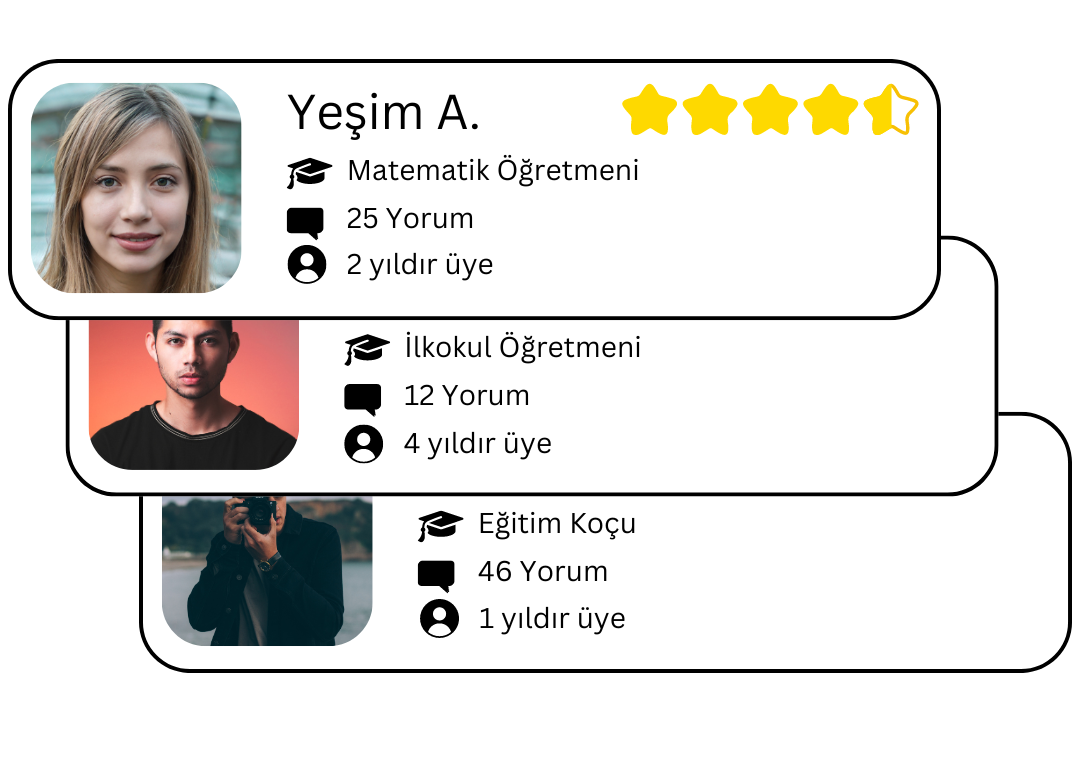 Yeşim A.
Matematik Öğretmeni
25 Yorum
2 yıldır üye
İlkokul Öğretmeni
12 Yorum
4 yıldır üye
Eğitim Koçu
46 Yorum
1 yıldır üye